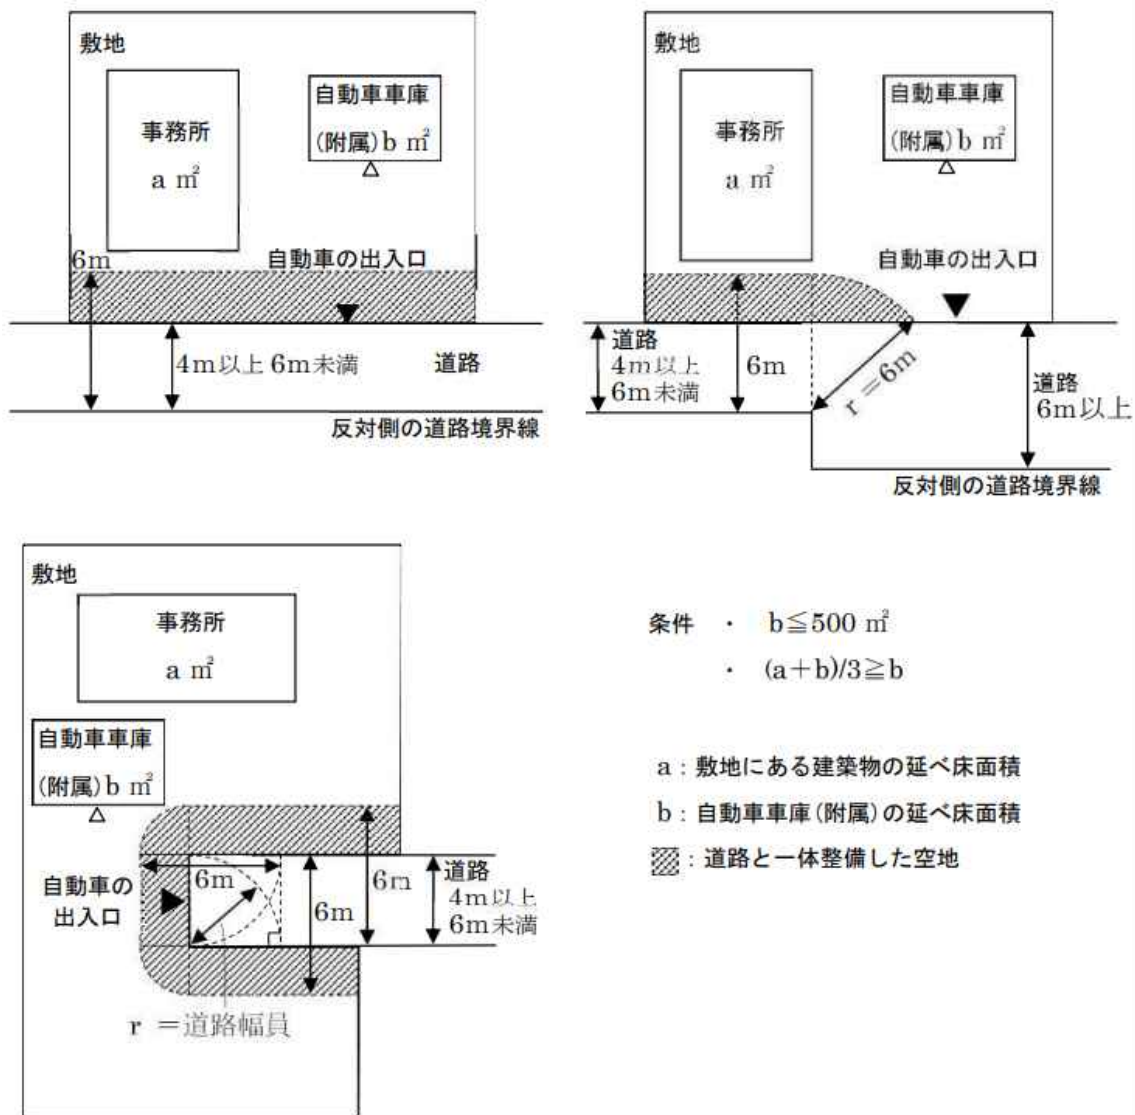 敷地
事務所
a ㎡
自動車車庫
(附属)b ㎡
6m
自動車の出入口
4m以上 6m未満
道路
反対側の道路境界線
敷地
事務所
a ㎡
自動車車庫
(附属)b ㎡
自動車の出入口
道路
4m以上
6m未満
6m
r =6m
道路
6m以上
反対側の道路境界線
敷地
事務所
a ㎡
自動車車庫
(附属)b ㎡
自動車の
出入口
6m
6m
6m
道路
4m以上
6m未満
r =道路幅員
条件 ・ b≦500 ㎡
・ (a+b)/3≧b
a:敷地にある建築物の延べ床面積
b:自動車車庫(附属)の延べ床面積
:道路と一体整備した空地